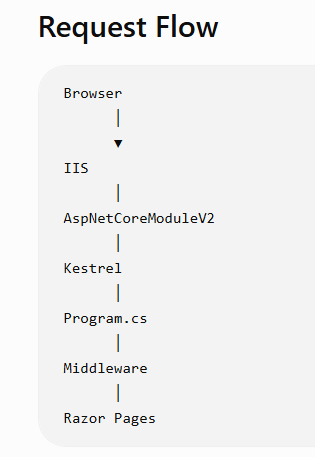 Request Flow
Browser
│
▼
IIS
│
AspNetCoreModuleV2
│
Kestrel
│
Program.cs
│
Middleware
│
Razor Pages